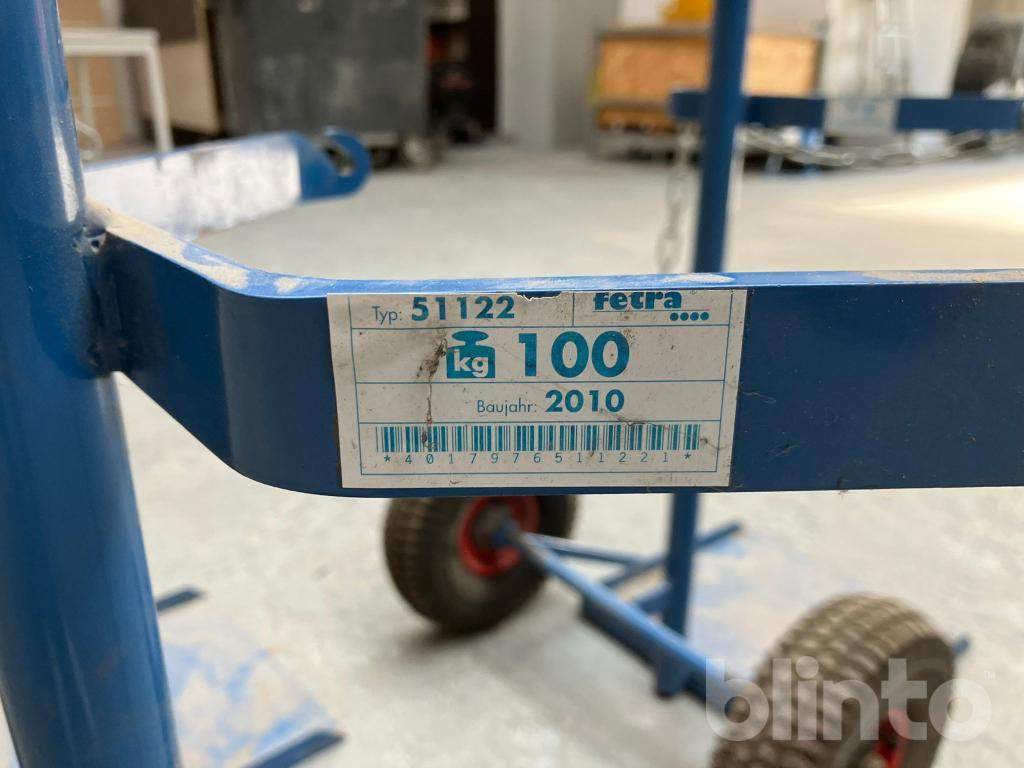 Typ: 51122
fetra
kg 100
Baujahr: 2010
*4017976511221*
blinto